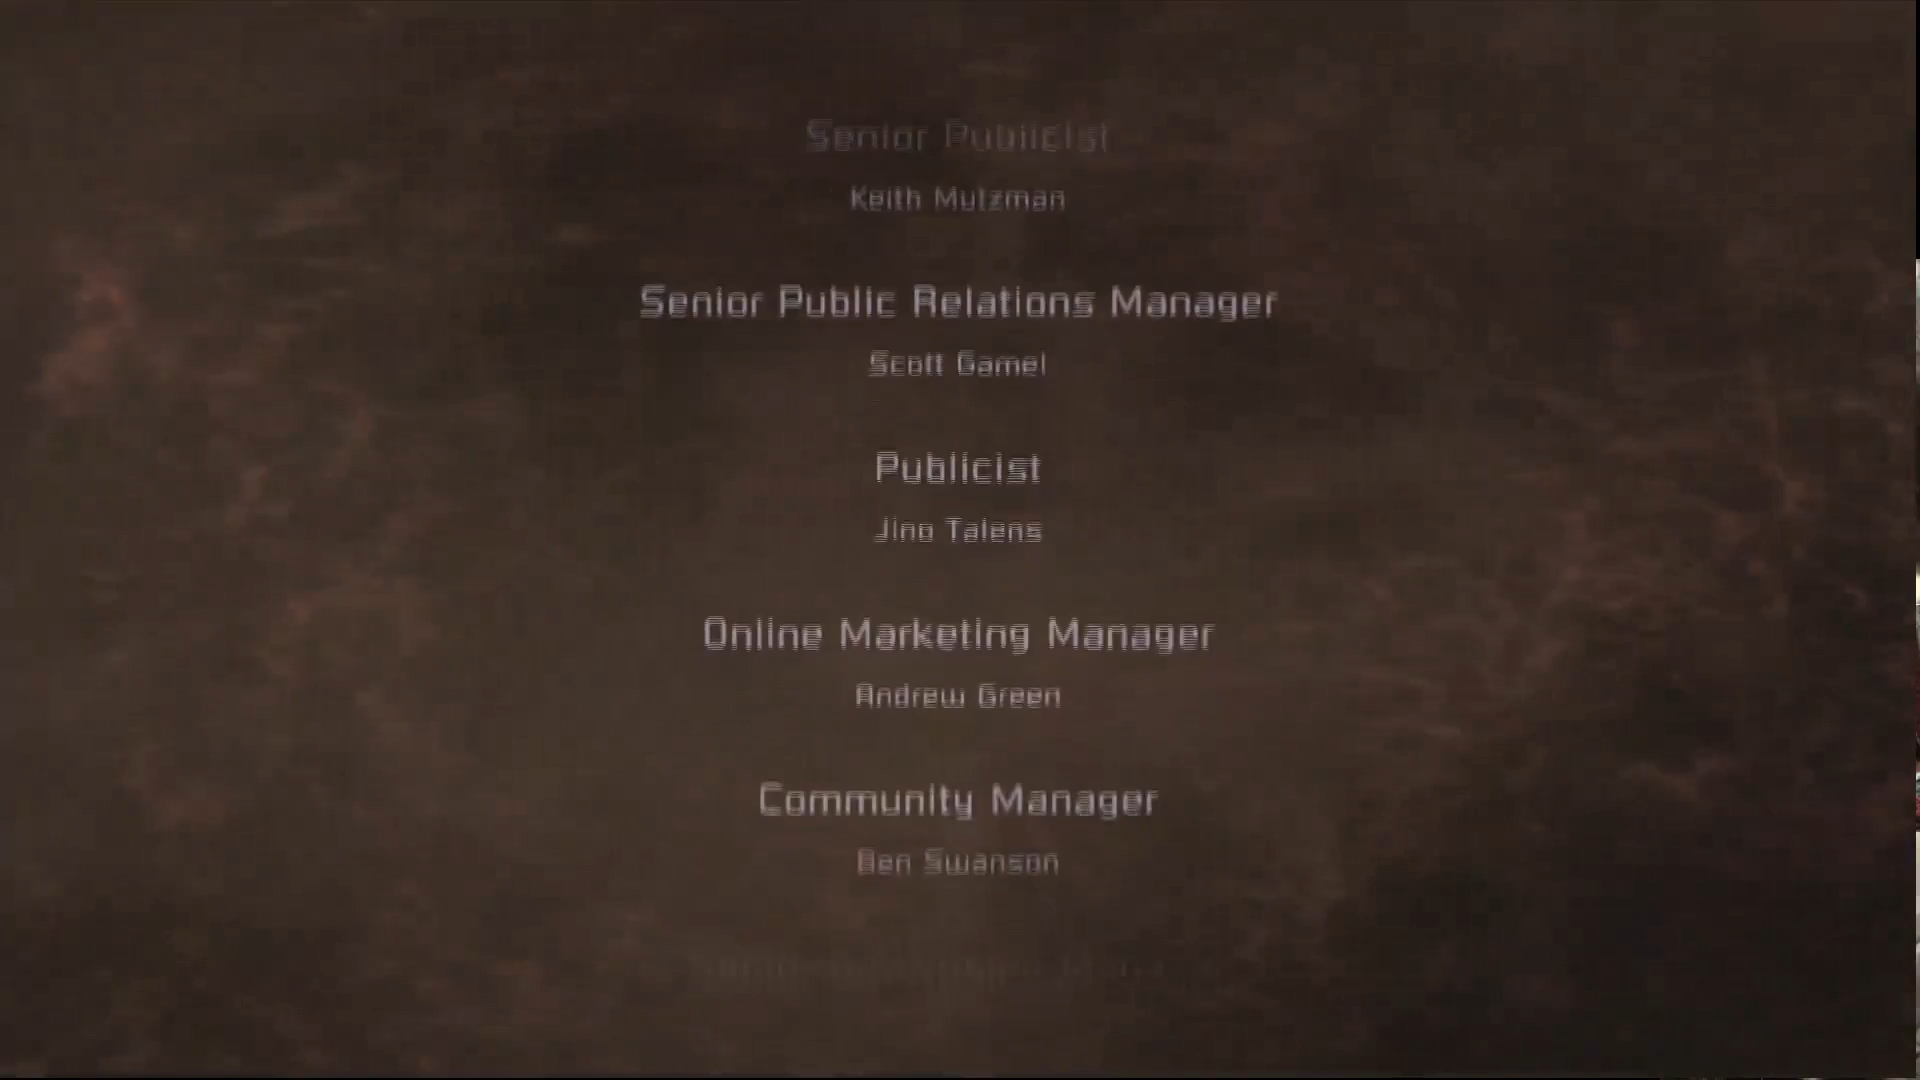 Senior Publicist
Keith Mutzman
Senior Public Relations Manager
Scott Gamel
Publicist
Jino Talens
Online Marketing Manager
Andrew Green
Community Manager
Ben Swanson